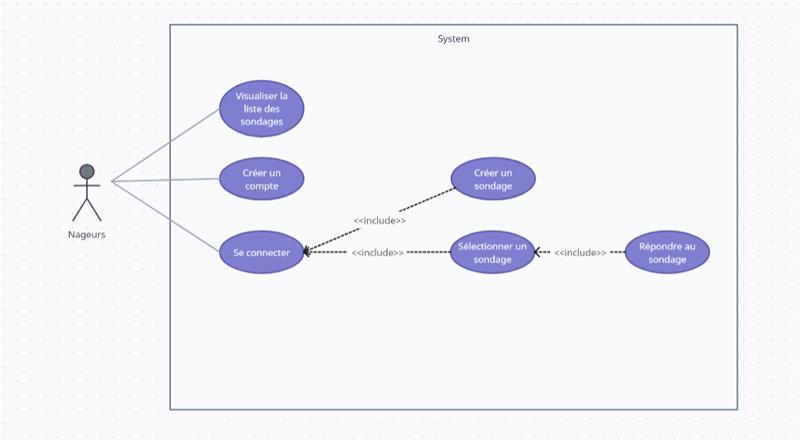 System
Visualiser la
liste des
sondages
Créer un
compte
Créer un
sondage
<<include>>
Nageurs
Se connecter
<<include>>
Sélectionner un
sondage
<<include>>
Répondre au
sondage